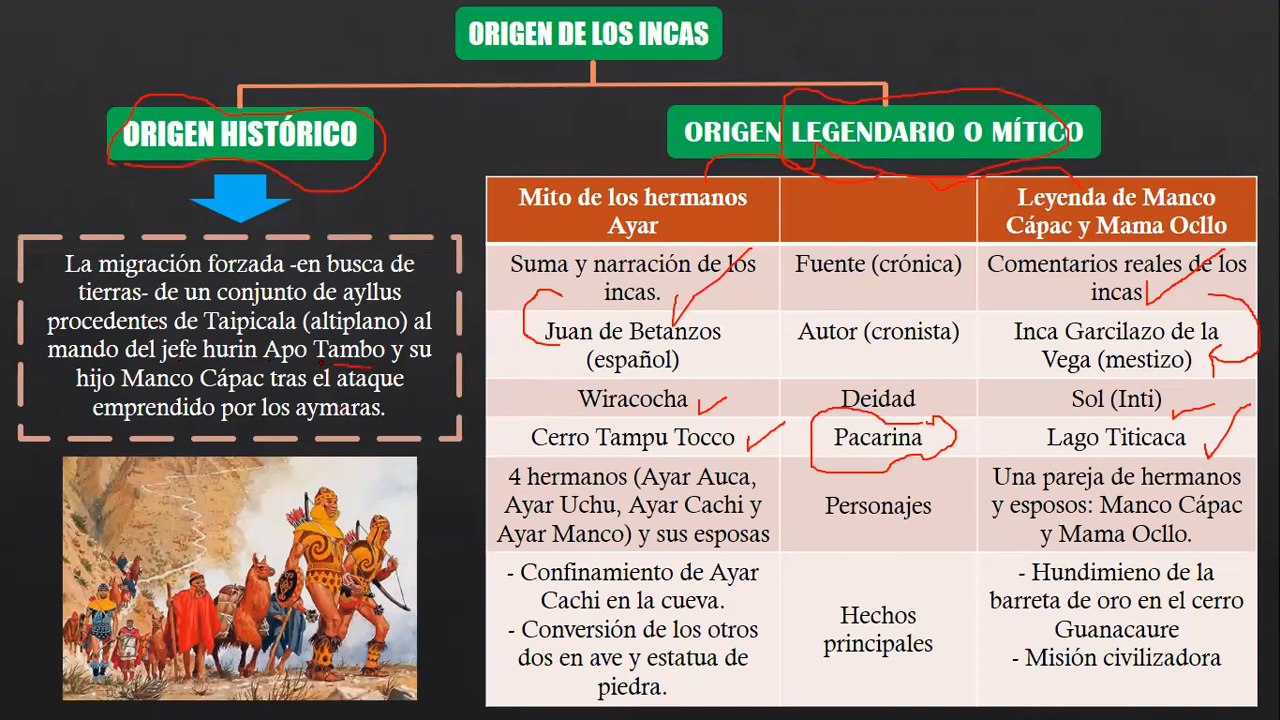 ORIGEN DE LOS INCAS
ORIGEN HISTÓRICO
La migración forzada -en busca de
tierras- de un conjunto de ayllus
procedentes de Taipicala (altiplano) al
mando del jefe hurin Apo Tambo y su
hijo Manco Cápac tras el ataque
emprendido por los aymaras.
ORIGEN LEGENDARIO O MÍTICO
Mito de los hermanos
Ayar
Leyenda de Manco
Cápac y Mama Ocllo
Suma y narración de los
incas.
Fuente (crónica)
Comentarios reales de los
incas
Juan de Betanzos
(español)
Autor (cronista)
Inca Garcilazo de la
Vega (mestizo)
Wiracocha
Deidad
Sol (Inti)
Cerro Tampu Tocco
Pacarina
Lago Titicaca
4 hermanos (Ayar Auca,
Ayar Uchu, Ayar Cachi y
Ayar Manco) y sus esposas
Personajes
Una pareja de hermanos
y esposos: Manco Cápac
y Mama Ocllo.
- Confinamiento de Ayar
Cachi en la cueva.
- Conversión de los otros
dos en ave y estatua de
piedra.
Hechos
principales
- Hundimieno de la
barreta de oro en el cerro
Guanacaure
- Misión civilizadora